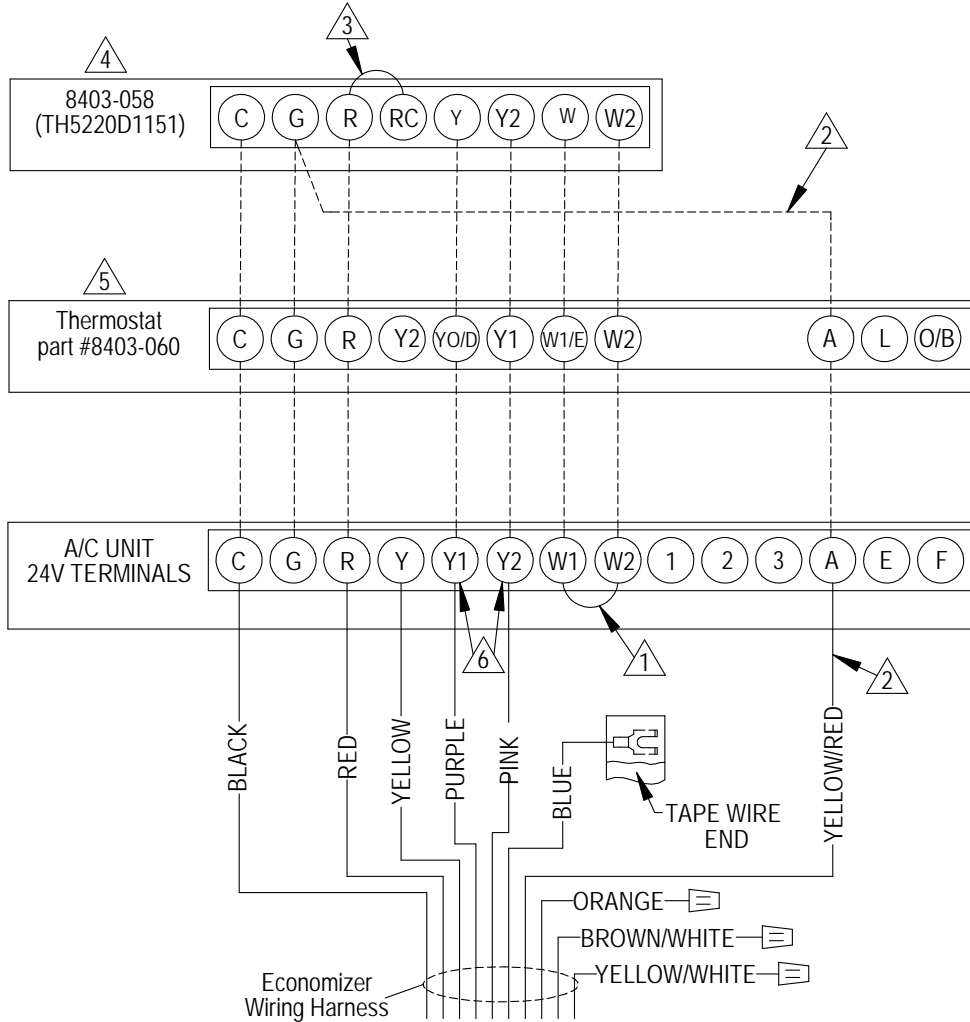 3
4
8403-058
(TH5220D1151)
C G R RC Y Y2 W W2
2
5
Thermostat
part #8403-060
C G R Y2 YO/D Y1 W1/E W2 A L O/B
A/C UNIT
24V TERMINALS
C G R Y Y1 Y2 W1 W2 1 2 3 A E F
6
1
2
BLACK
RED
YELLOW
PURPLE
PINK
BLUE
YELLOW/RED
TAPE WIRE
END
ORANGE
BROWN/WHITE
YELLOW/WHITE
Economizer
Wiring Harness